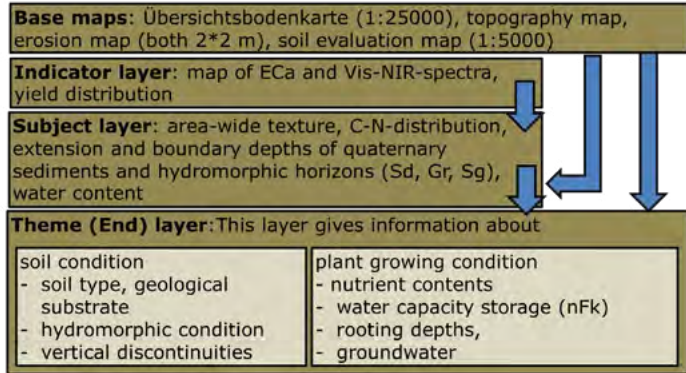 Base maps: Übersichtsbodenkarte (1:25000), topography map,
erosion map (both 2*2 m), soil evaluation map (1:5000)
Indicator layer: map of ECa and Vis-NIR-spectra,
yield distribution
Subject layer: area-wide texture, C-N-distribution,
extension and boundary depths of quaternary
sediments and hydromorphic horizons (Sd, Gr, Sg),
water content
Theme (End) layer:This layer gives information about
soil condition
- soil type, geological
substrate
- hydromorphic condition
- vertical discontinuities
plant growing condition
- nutrient contents
- water capacity storage (nFk)
- rooting depths,
- groundwater